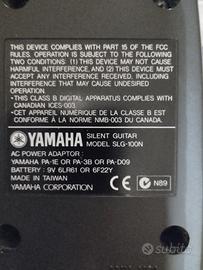 THIS DEVICE COMPLIES WITH PART 15 OF THE FCC
RULES. OPERATION IS SUBJECT TO THE FOLLOWING
TWO CONDITIONS: (1) THIS DEVICE MAY NOT CAUSE
HARMFUL INTERFERENCE, AND (2) THIS DEVICE MUST
ACCEPT ANY INTERFERENCE RECEIVED, INCLUDING
INTERFERENCE THAT MAY CAUSE UNDESIRED
OPERATION.
•THIS CLASS B DIGITAL APPARATUS COMPLIES WITH
CANADIAN ICES-003.
•CET APPAREIL NUMÉRIQUE DE LA CLASSE B EST
CONFORME À LA NORME NMB-003 DU CANADA.
YAMAHA SILENT GUITAR
MODEL SLG-100N
AC POWER ADAPTOR :
YAMAHA PA-1E OR PA-3B OR PA-D09
BATTERY : 9V 6LR61 OR 6F22Y
MADE IN TAIWAN
YAMAHA CORPORATION CE N89
subito